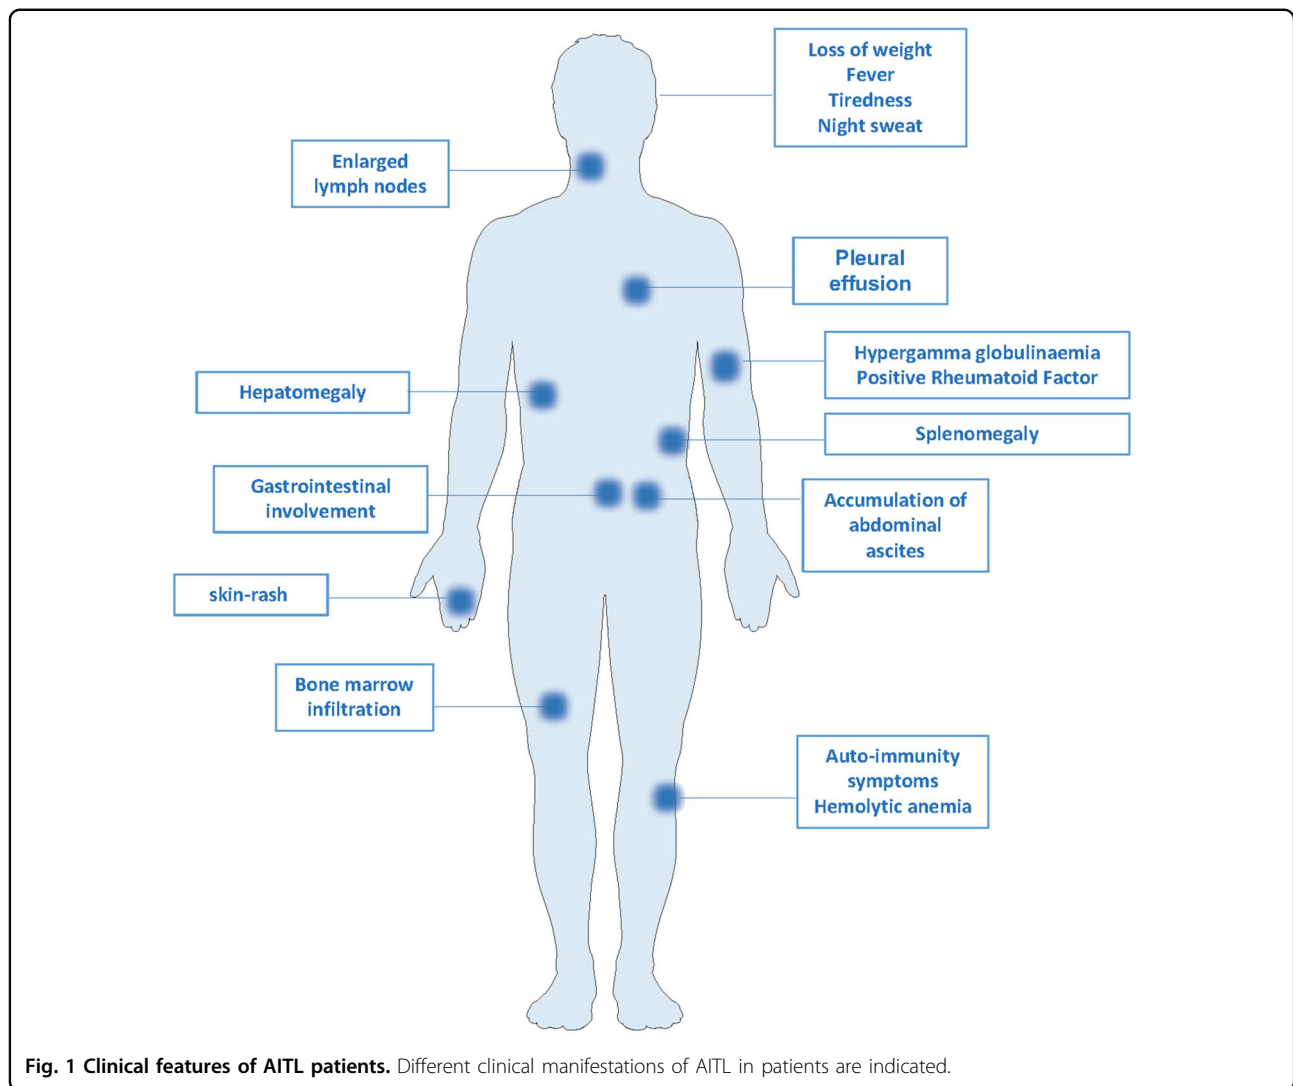 Loss of weight
Fever
Tiredness
Night sweat
Enlarged
lymph nodes
Pleural
effusion
Hypergamma globulinaemia
Positive Rheumatoid Factor
Hepatomegaly
Splenomegaly
Gastrointestinal
involvement
Accumulation of
abdominal
ascites
skin-rash
Bone marrow
infiltration
Auto-immunity
symptoms
Hemolytic anemia
Fig. 1 Clinical features of AITL patients. Different clinical manifestations of AITL in patients are indicated.